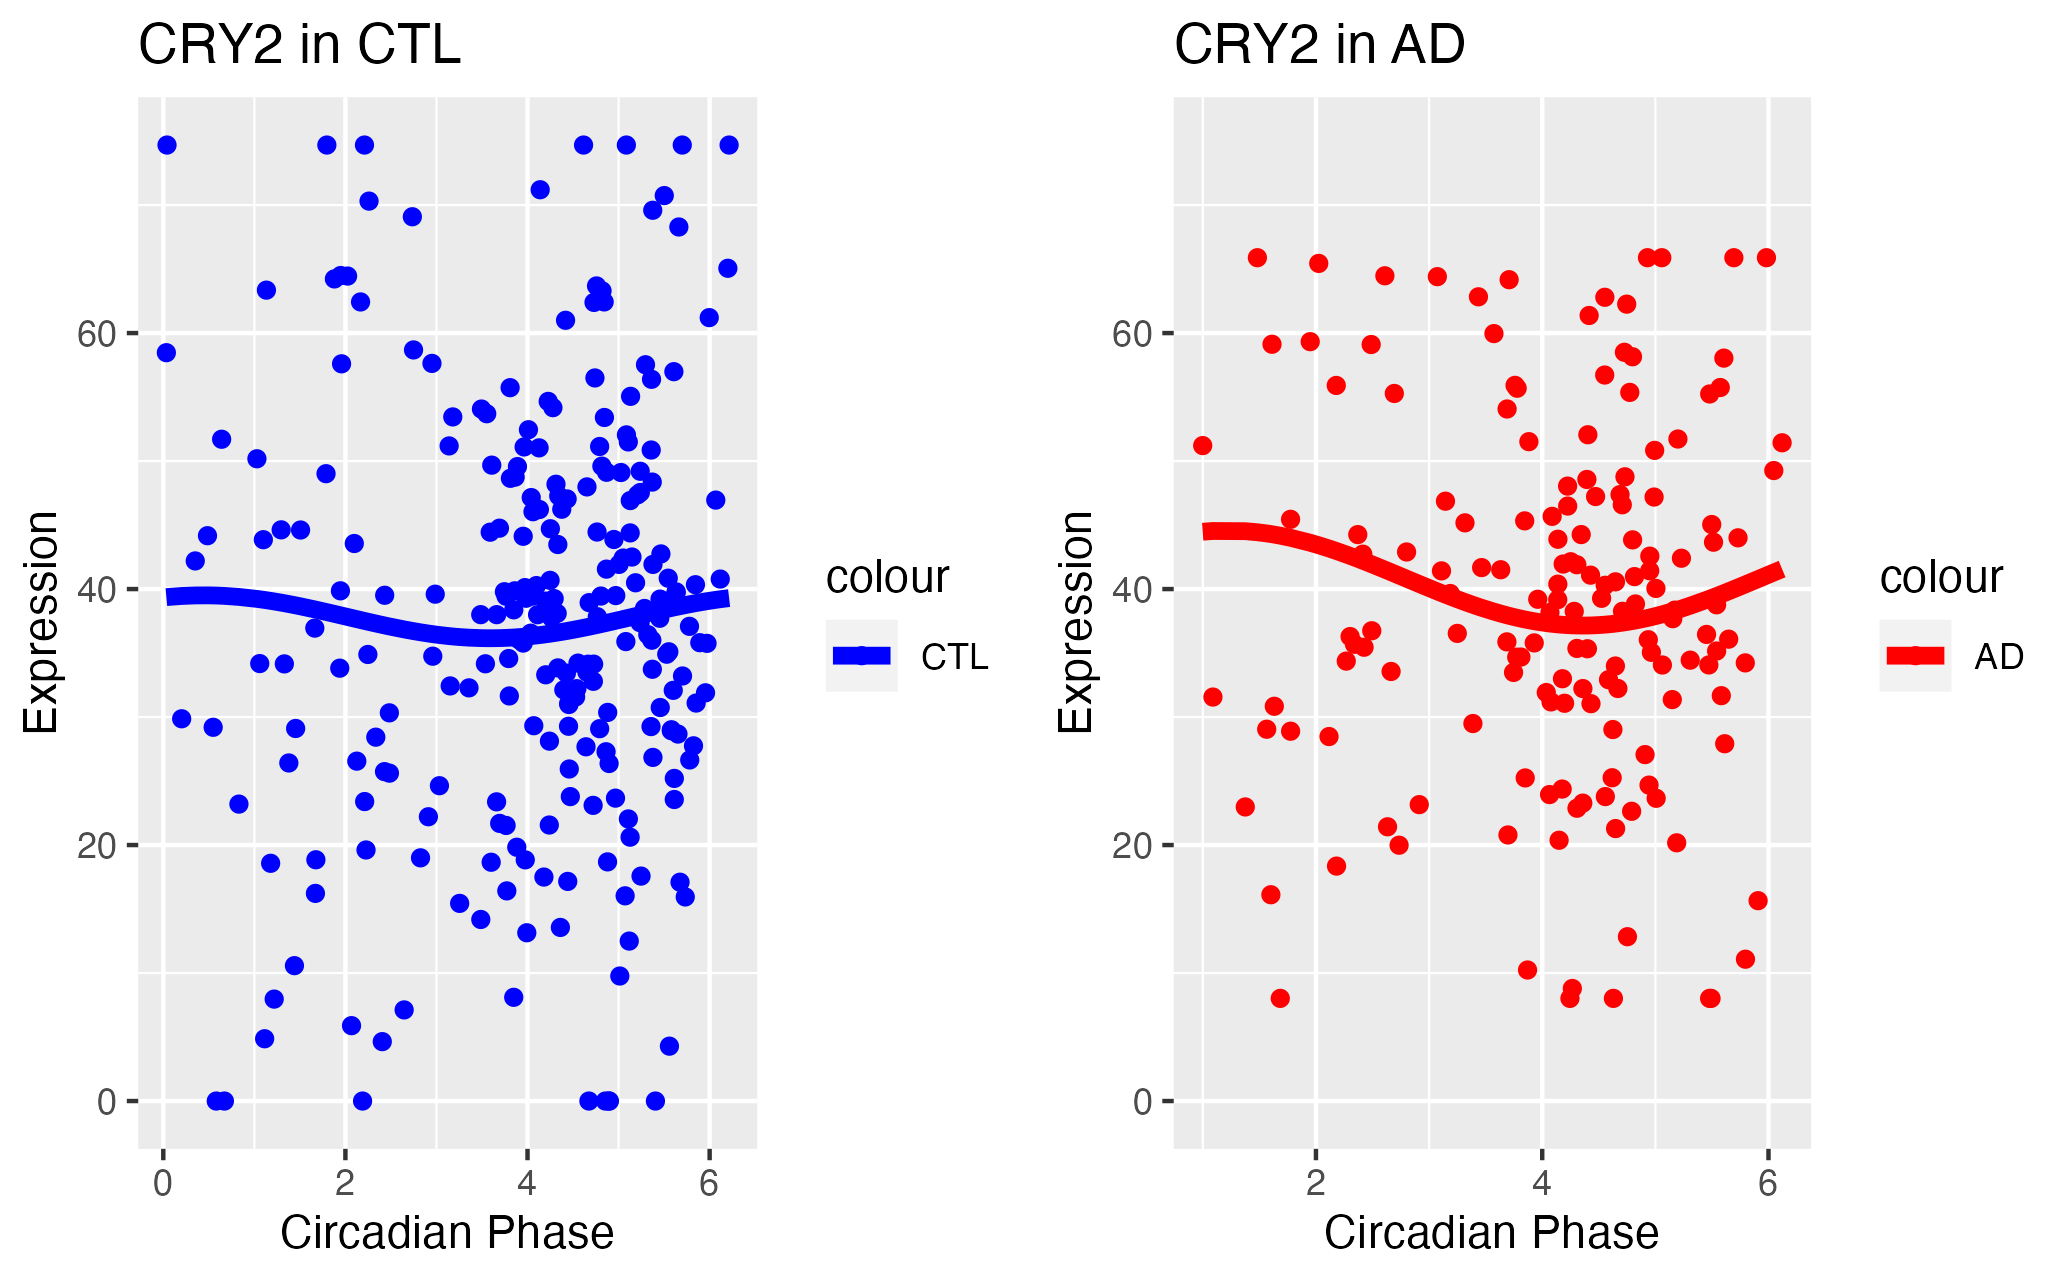 CRY2 in CTL
60
40
20
0
0 2 4 6
Expression
Circadian Phase
colour
CTL
CRY2 in AD
60
40
20
0
2 4 6
Expression
Circadian Phase
colour
AD